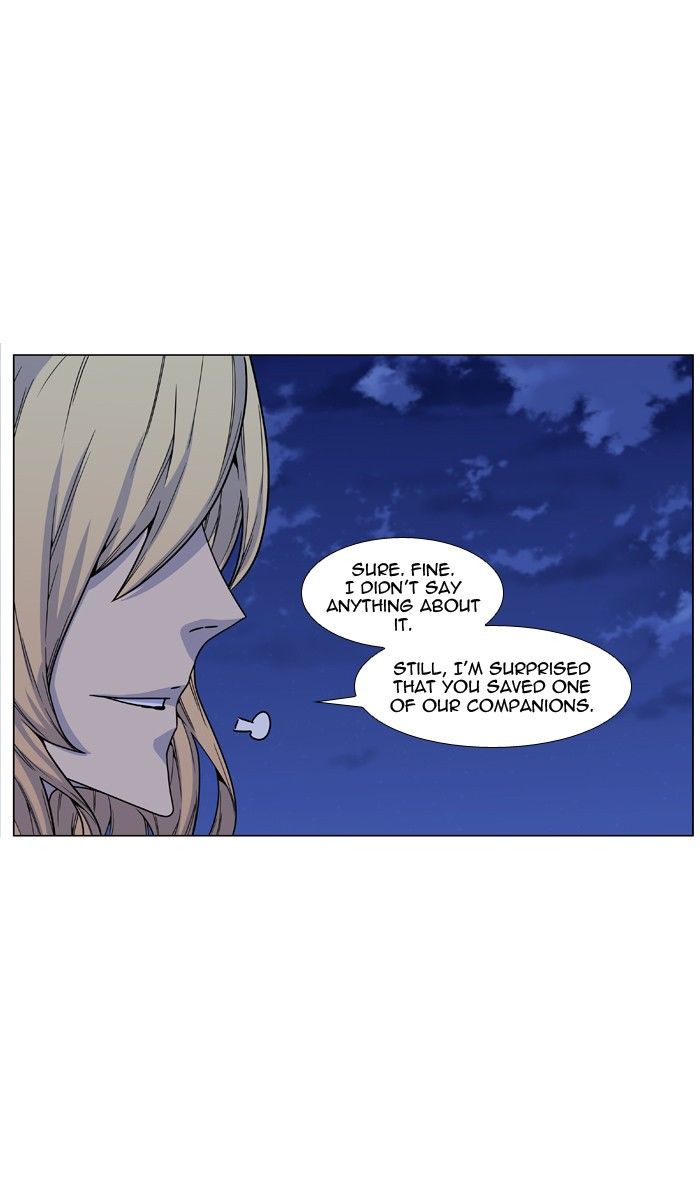 SURE. FINE.
I DIDN'T SAY
ANYTHING ABOUT
IT.
STILL, I'M SURPRISED
THAT YOU SAVED ONE
OF OUR COMPANIONS.